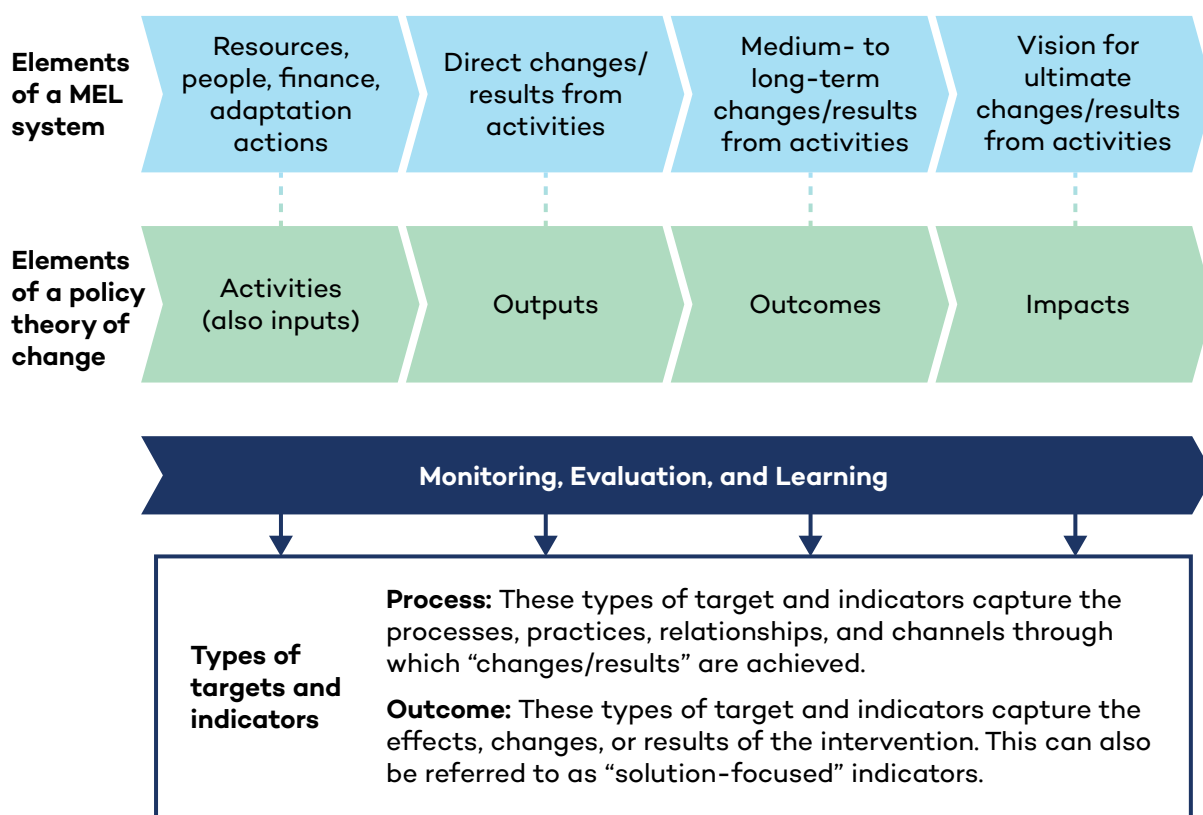 Elements
of a MEL
system
Resources,
people, finance,
adaptation
actions
Direct changes/
results from
activities
Medium- to
long-term
changes/results
from activities
Vision for
ultimate
changes/results
from activities
Elements
of a policy
theory of
change
Activities
(also inputs)
Outputs
Outcomes
Impacts
Monitoring, Evaluation, and Learning
Types of
targets and
indicators
Process: These types of target and indicators capture the
processes, practices, relationships, and channels through
which “changes/results” are achieved.
Outcome: These types of target and indicators capture the
effects, changes, or results of the intervention. This can also
be referred to as “solution-focused” indicators.